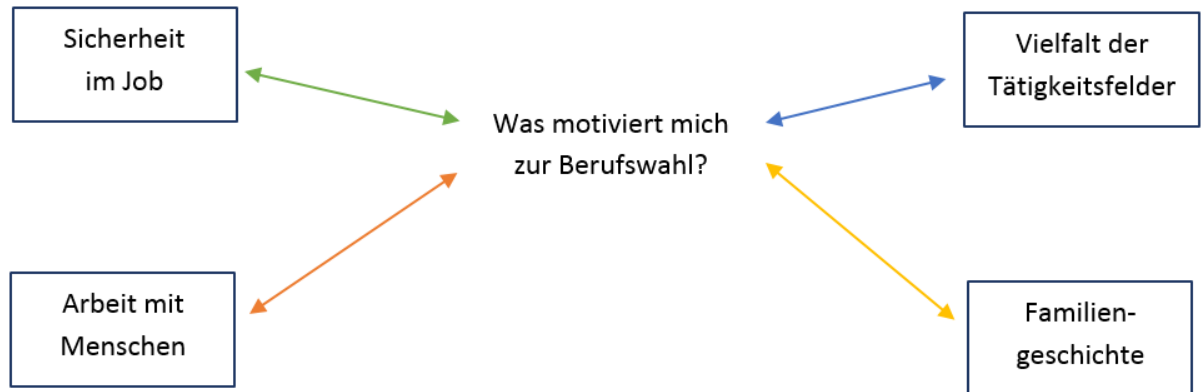 Sicherheit
im Job
Vielfalt der
Tätigkeitsfelder
Was motiviert mich
zur Berufswahl?
Arbeit mit
Menschen
Familien-
geschichte